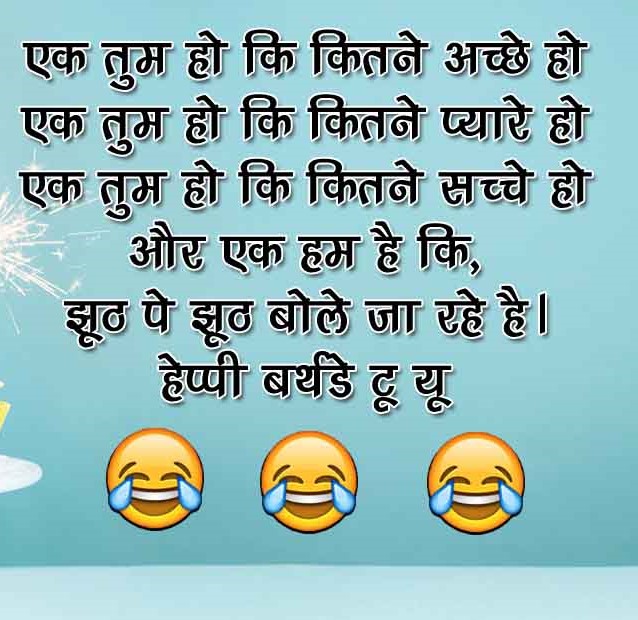 एक तुम हो कि कितने अच्छे हो
एक तुम हो कि कितने प्यारे हो
एक तुम हो कि कितने सच्चे हो
और एक हम है कि,
झूठ पे झूठ बोले जा रहे है।
हेप्पी बर्थडे टू यू